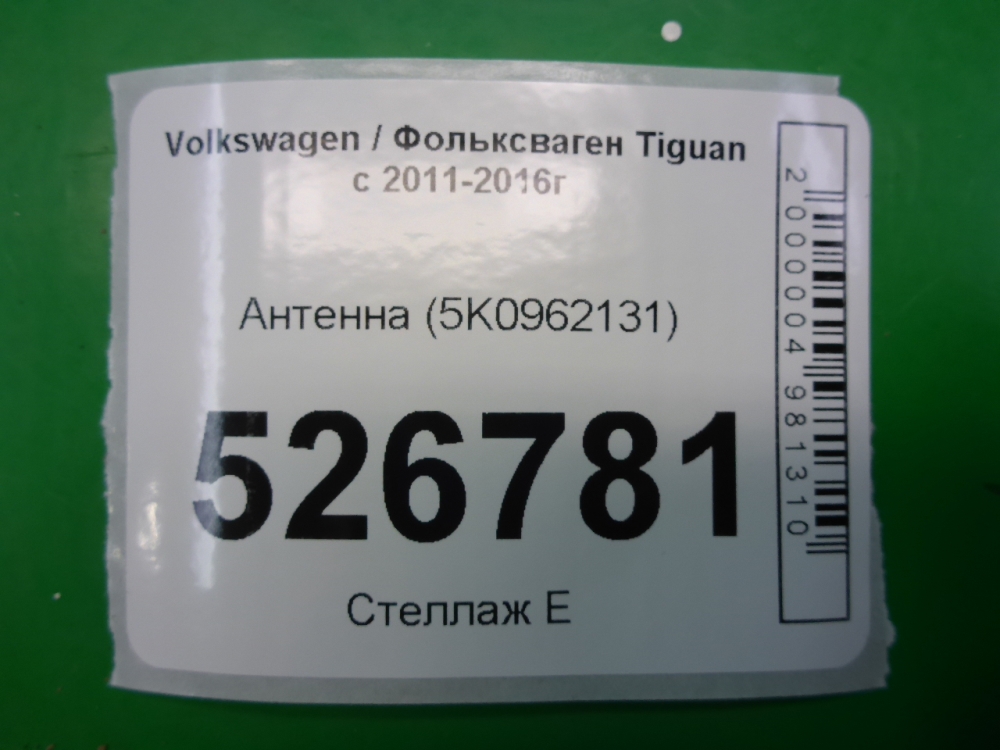 Volkswagen / Фольксваген Tiguan
с 2011-2016г
Антенна (5K0962131)
526781
Стеллаж Е
2000004981310